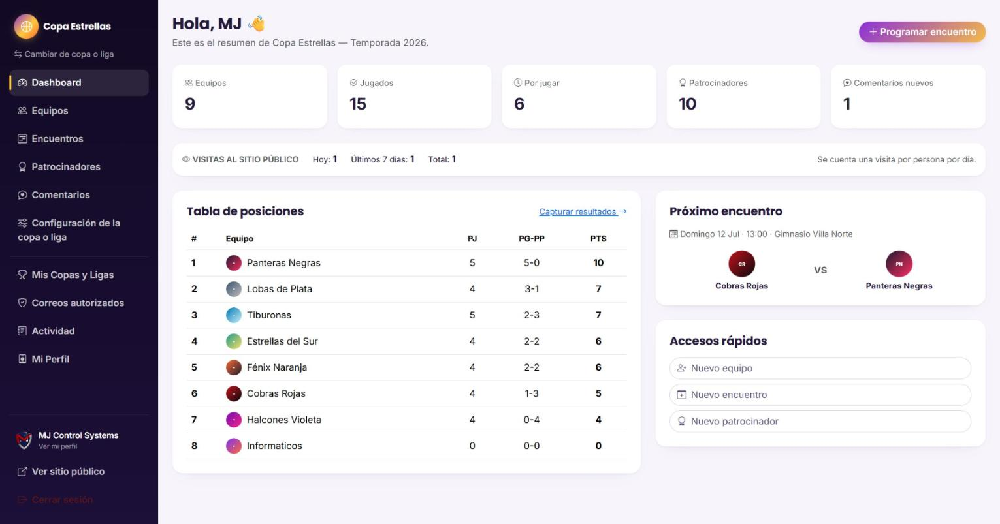 Copa Estrellas
Cambiar de copa o liga
Dashboard
Equipos
Encuentros
Patrocinadores
Comentarios
Configuración de la
copa o liga
Mis Copas y Ligas
Correos autorizados
Actividad
Mi Perfil
MJ Control Systems
Ver mi perfil
Ver sitio público
Cerrar sesión
Hola, MJ 👋
Este es el resumen de Copa Estrellas — Temporada 2026.
+ Programar encuentro
Equipos
9
Jugados
15
Por jugar
6
Patrocinadores
10
Comentarios nuevos
1
VISITAS AL SITIO PÚBLICO Hoy: 1 Últimos 7 días: 1 Total: 1 Se cuenta una visita por persona por día.
Tabla de posiciones Capturar resultados →
# Equipo PJ PG-PP PTS
1 Panteras Negras 5 5-0 10
2 Lobas de Plata 4 3-1 7
3 Tiburonas 5 2-3 7
4 Estrellas del Sur 4 2-2 6
5 Fénix Naranja 4 2-2 6
6 Cobras Rojas 4 1-3 5
7 Halcones Violeta 4 0-4 4
8 Informaticos 0 0-0 0
Próximo encuentro
Domingo 12 Jul · 13:00 · Gimnasio Villa Norte
CR VS PN
Cobras Rojas Panteras Negras
Accesos rápidos
Nuevo equipo
Nuevo encuentro
Nuevo patrocinador